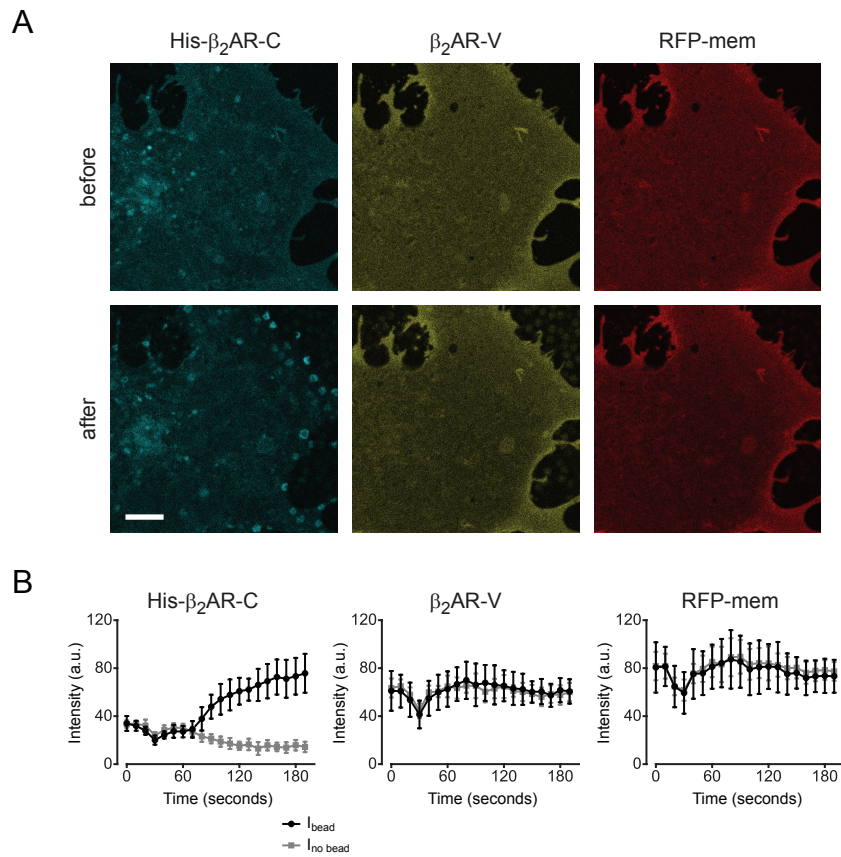 A
His-β₂AR-C β₂AR-V RFP-mem
before
after
B
His-β₂AR-C β₂AR-V RFP-mem
120 120 120
80 80 80
40 40 40
0 0 0
Intensity (a.u.) Intensity (a.u.) Intensity (a.u.)
0 60 120 180 0 60 120 180 0 60 120 180
Time (seconds) Time (seconds) Time (seconds)
I bead
I no bead